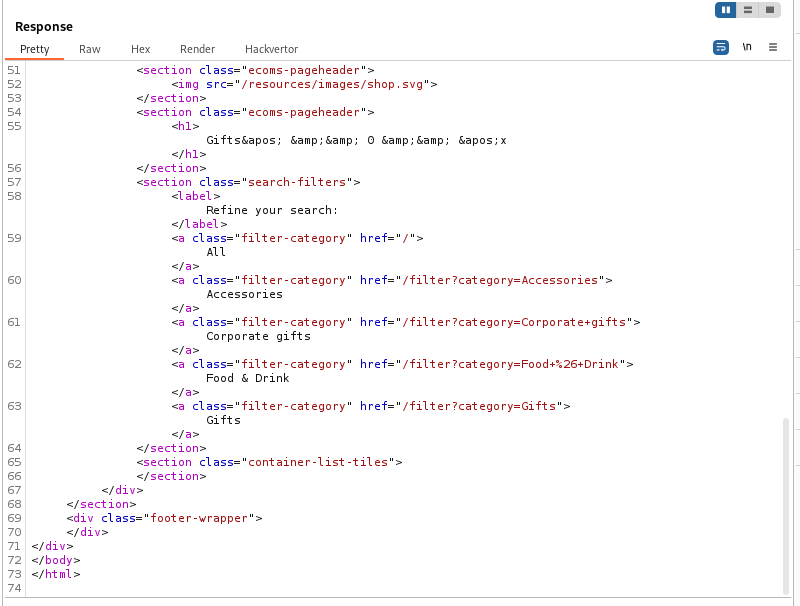 Response
Pretty Raw Hex Render Hackvertor \n
51 <section class="ecoms-pageheader">
52 <img src="/resources/images/shop.svg">
53 </section>
54 <section class="ecoms-pageheader">
55 <h1>
Gifts&apos; &amp;&amp; 0 &amp;&amp; &apos;x
</h1>
56 </section>
57 <section class="search-filters">
58 <label>
Refine your search:
</label>
59 <a class="filter-category" href="/">
All
</a>
60 <a class="filter-category" href="/filter?category=Accessories">
Accessories
</a>
61 <a class="filter-category" href="/filter?category=Corporate+gifts">
Corporate gifts
</a>
62 <a class="filter-category" href="/filter?category=Food+%26+Drink">
Food & Drink
</a>
63 <a class="filter-category" href="/filter?category=Gifts">
Gifts
</a>
64 </section>
65 <section class="container-list-tiles">
66 </section>
67 </div>
68 </section>
69 <div class="footer-wrapper">
70 </div>
71 </div>
72 </body>
73 </html>
74